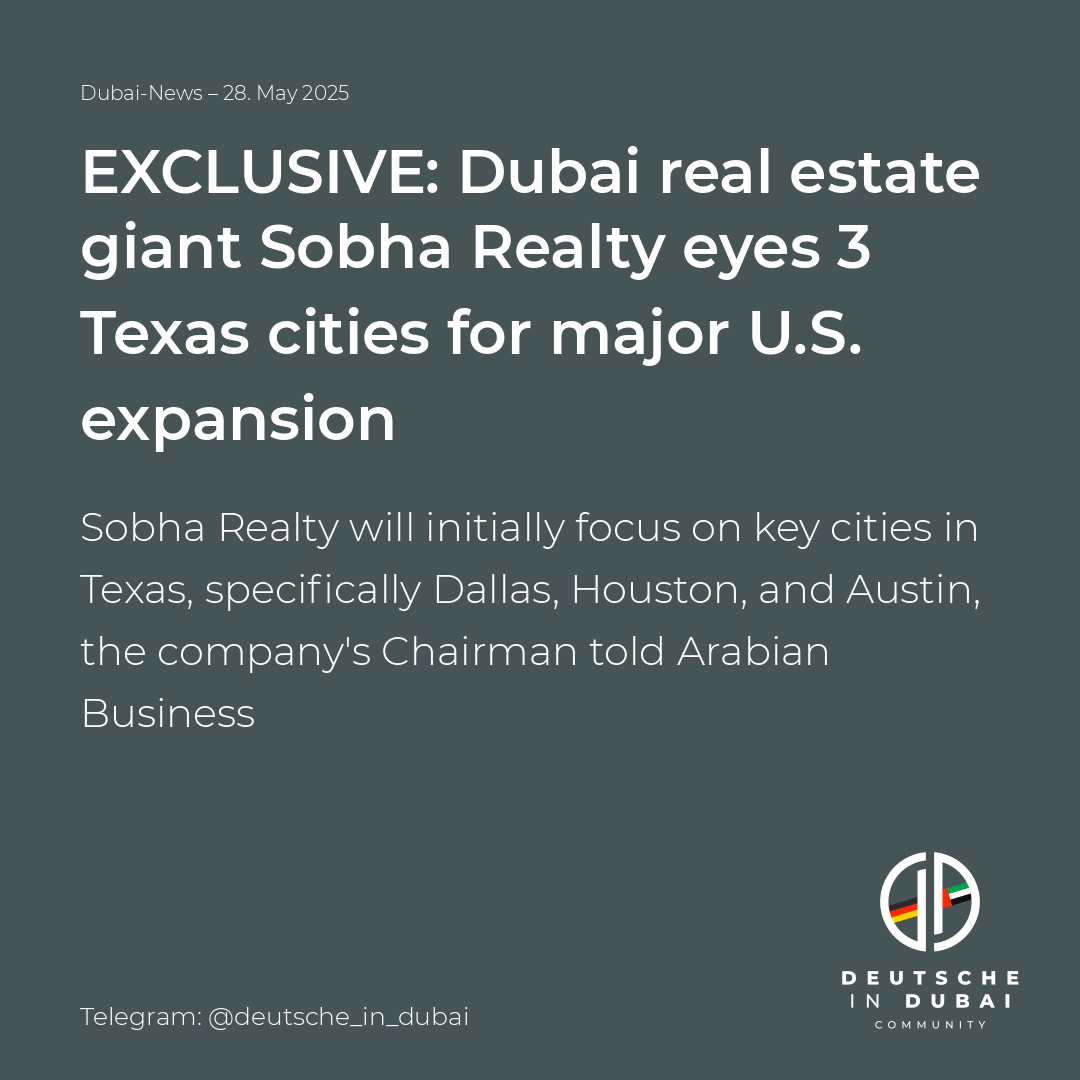 Dubai-News – 28. May 2025
EXCLUSIVE: Dubai real estate
giant Sobha Realty eyes 3
Texas cities for major U.S.
expansion
Sobha Realty will initially focus on key cities in
Texas, specifically Dallas, Houston, and Austin,
the company's Chairman told Arabian
Business
DEUTSCHE
IN DUBAI
COMMUNITY
Telegram: @deutsche_in_dubai